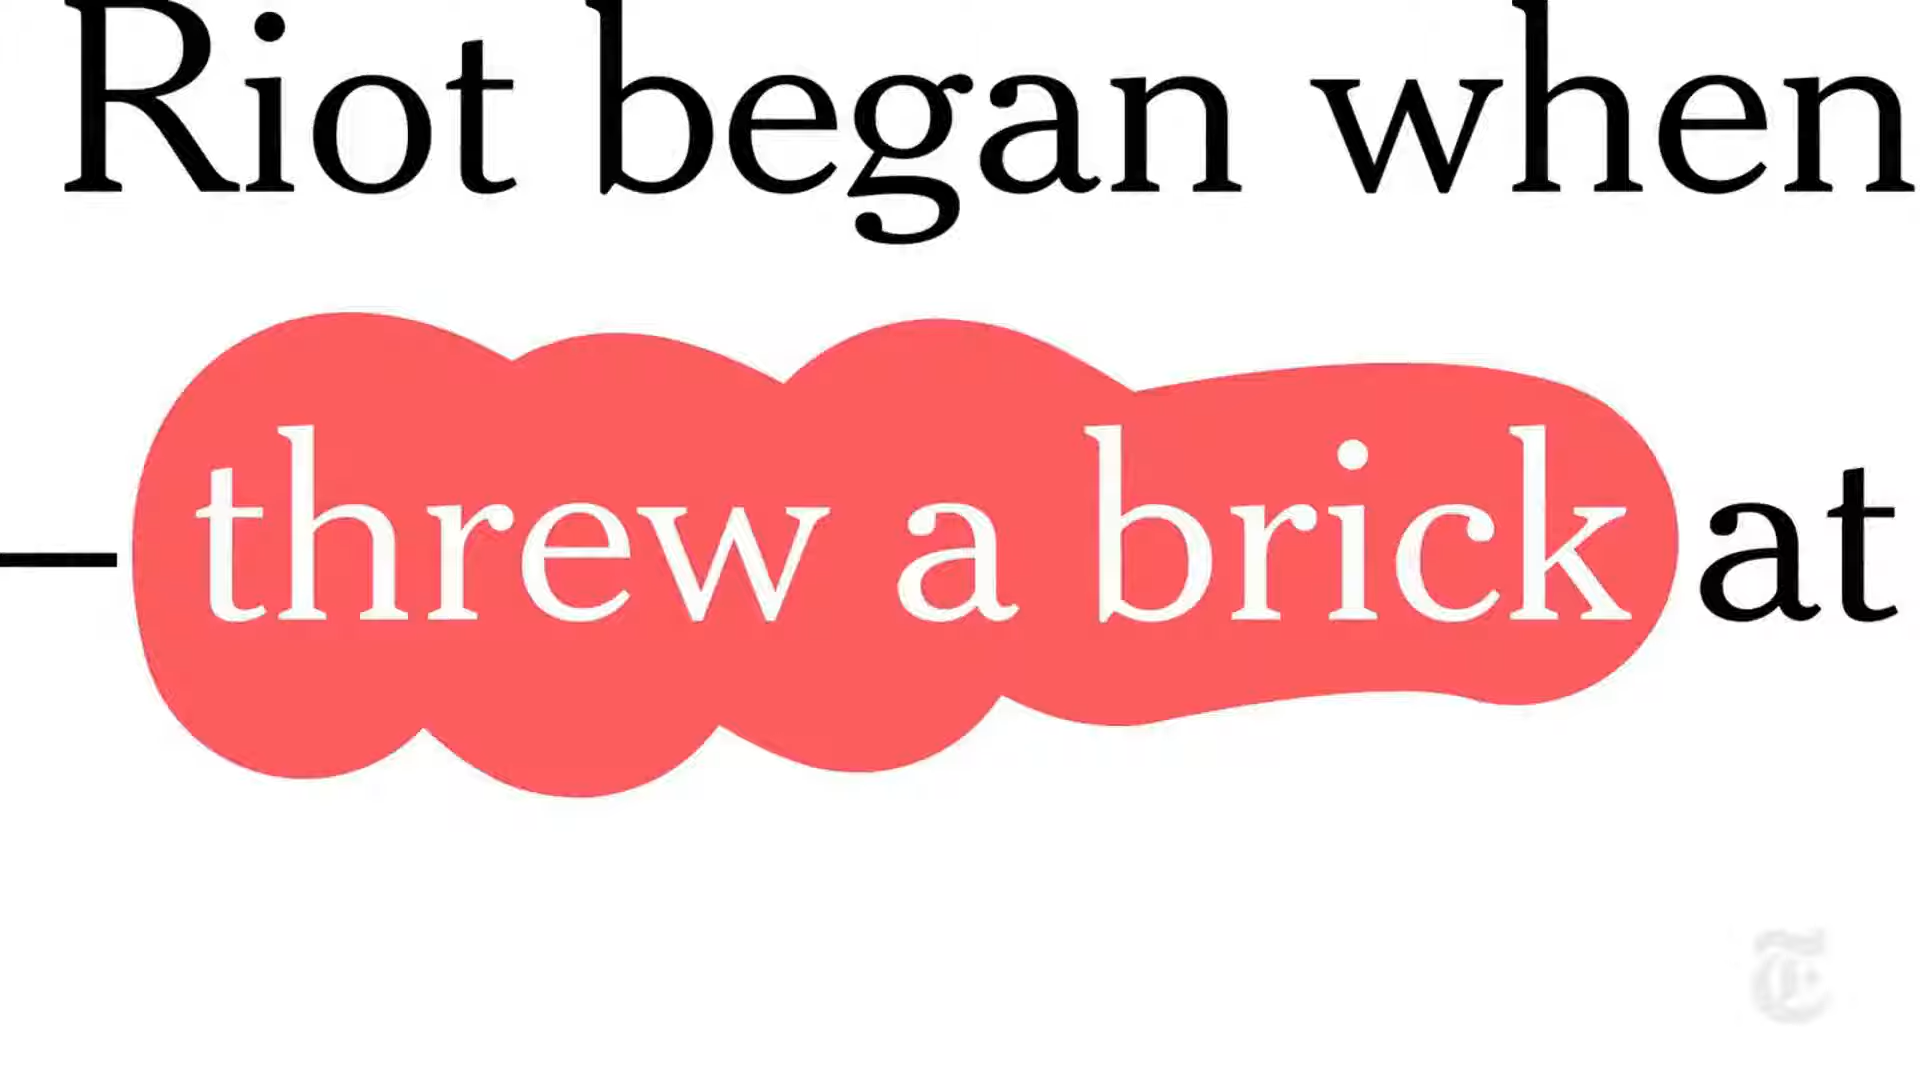 Riot began when
— threw a brick at
T